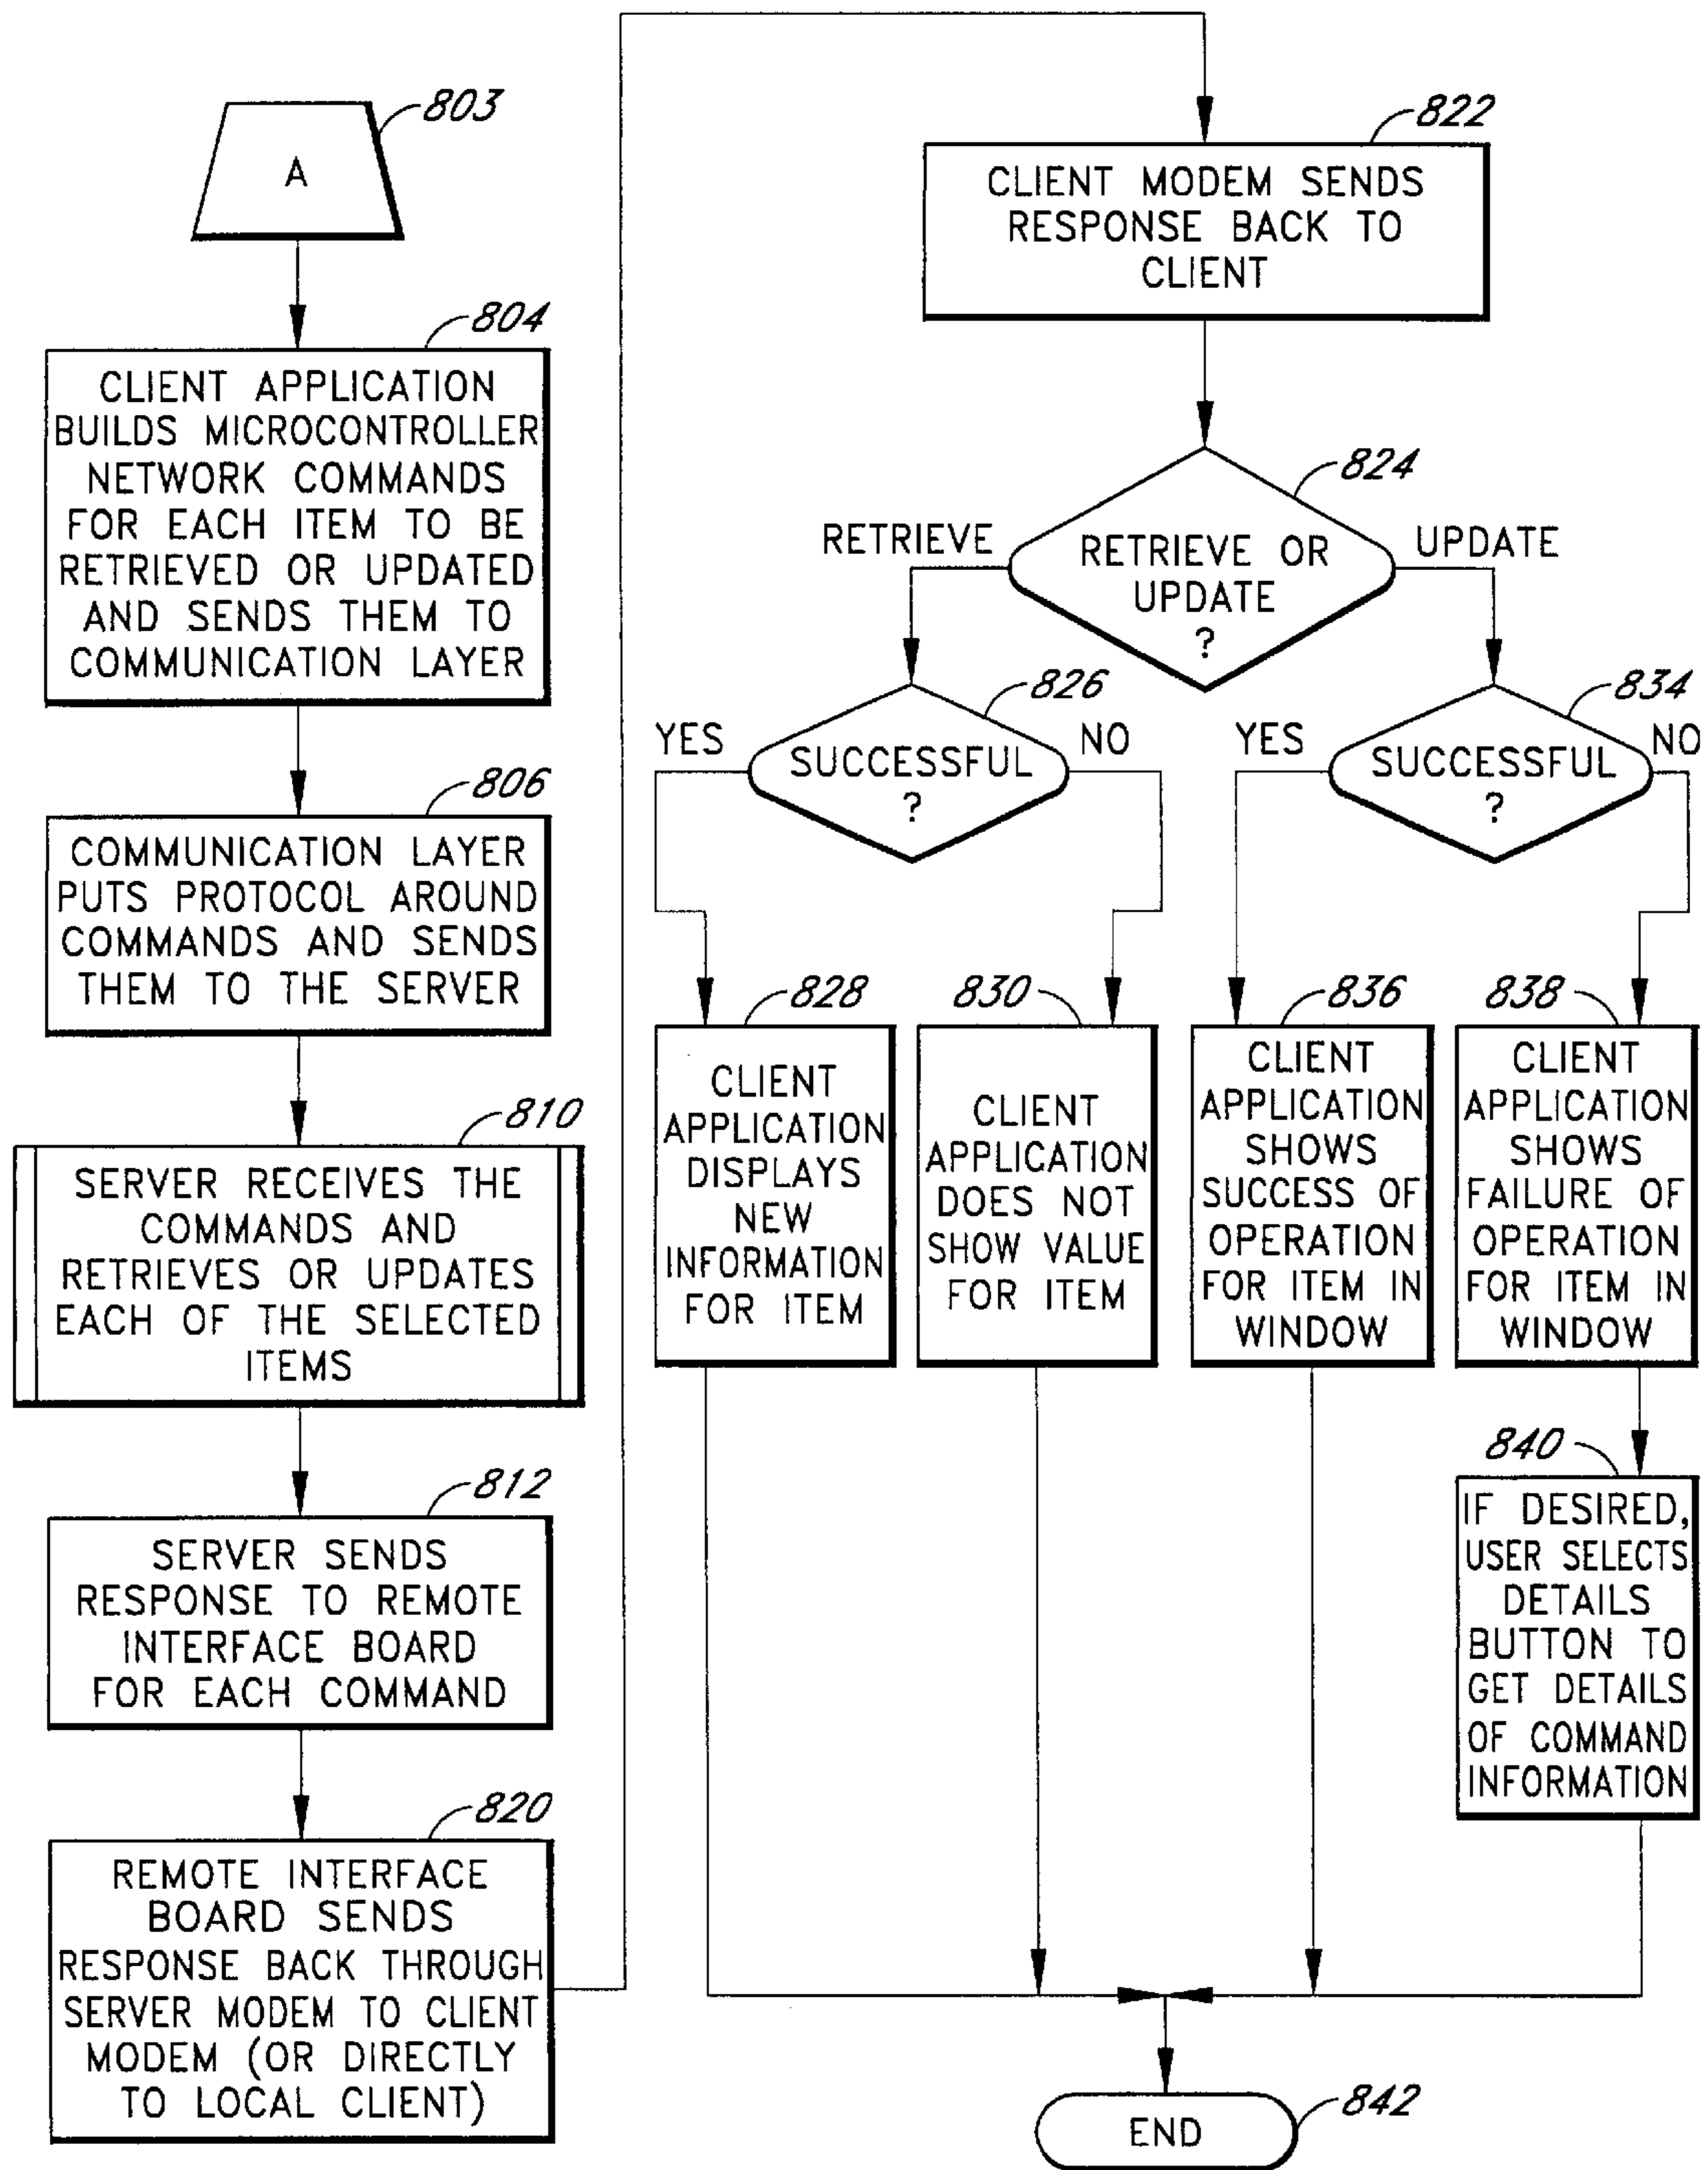 803
A
804
CLIENT APPLICATION
BUILDS MICROCONTROLLER
NETWORK COMMANDS
FOR EACH ITEM TO BE
RETRIEVED OR UPDATED
AND SENDS THEM TO
COMMUNICATION LAYER
806
COMMUNICATION LAYER
PUTS PROTOCOL AROUND
COMMANDS AND SENDS
THEM TO THE SERVER
810
SERVER RECEIVES THE
COMMANDS AND
RETRIEVES OR UPDATES
EACH OF THE SELECTED
ITEMS
812
SERVER SENDS
RESPONSE TO REMOTE
INTERFACE BOARD
FOR EACH COMMAND
820
REMOTE INTERFACE
BOARD SENDS
RESPONSE BACK THROUGH
SERVER MODEM TO CLIENT
MODEM (OR DIRECTLY
TO LOCAL CLIENT)
822
CLIENT MODEM SENDS
RESPONSE BACK TO
CLIENT
824
RETRIEVE
RETRIEVE OR
UPDATE
?
UPDATE
826
YES
SUCCESSFUL
?
NO
834
YES
SUCCESSFUL
?
NO
828
CLIENT
APPLICATION
DISPLAYS
NEW
INFORMATION
FOR ITEM
830
CLIENT
APPLICATION
DOES NOT
SHOW VALUE
FOR ITEM
836
CLIENT
APPLICATION
SHOWS
SUCCESS OF
OPERATION
FOR ITEM IN
WINDOW
838
CLIENT
APPLICATION
SHOWS
FAILURE OF
OPERATION
FOR ITEM IN
WINDOW
840
IF DESIRED,
USER SELECTS
DETAILS
BUTTON TO
GET DETAILS
OF COMMAND
INFORMATION
END
842